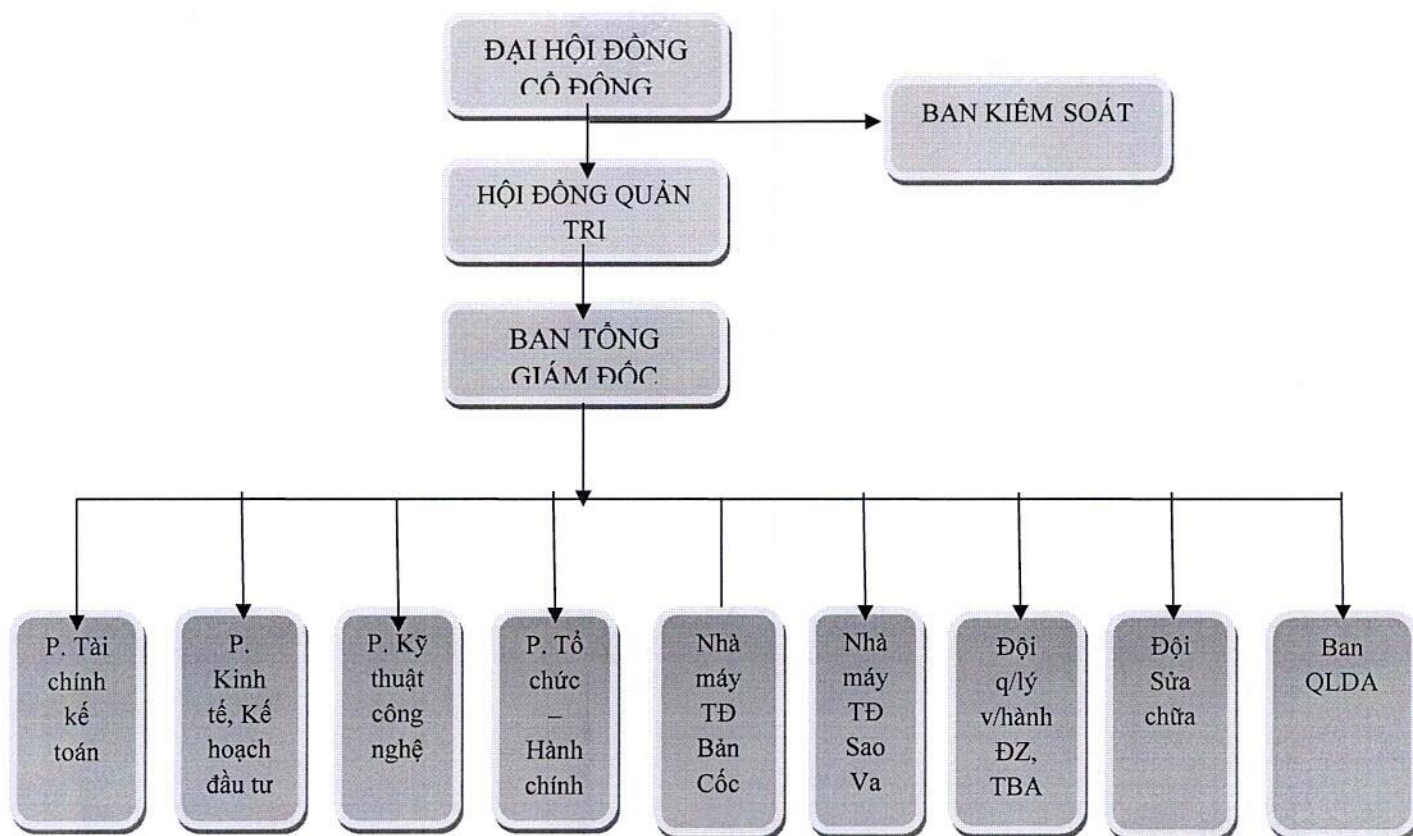 ĐẠI HỘI ĐỒNG
CỔ ĐÔNG
BAN KIỂM SOÁT
HỘI ĐỒNG QUẢN
TRỊ
BAN TỔNG
GIÁM ĐỐC
P. Tài
chính
kế
toán
P.
Kinh
tế, Kế
hoạch
đầu tư
P. Kỹ
thuật
công
nghệ
P. Tổ
chức
–
Hành
chính
Nhà
máy
TĐ
Bản
Cốc
Nhà
máy
TĐ
Sao
Va
Đội
q/lý
v/hành
ĐZ,
TBA
Đội
Sửa
chữa
Ban
QLDA